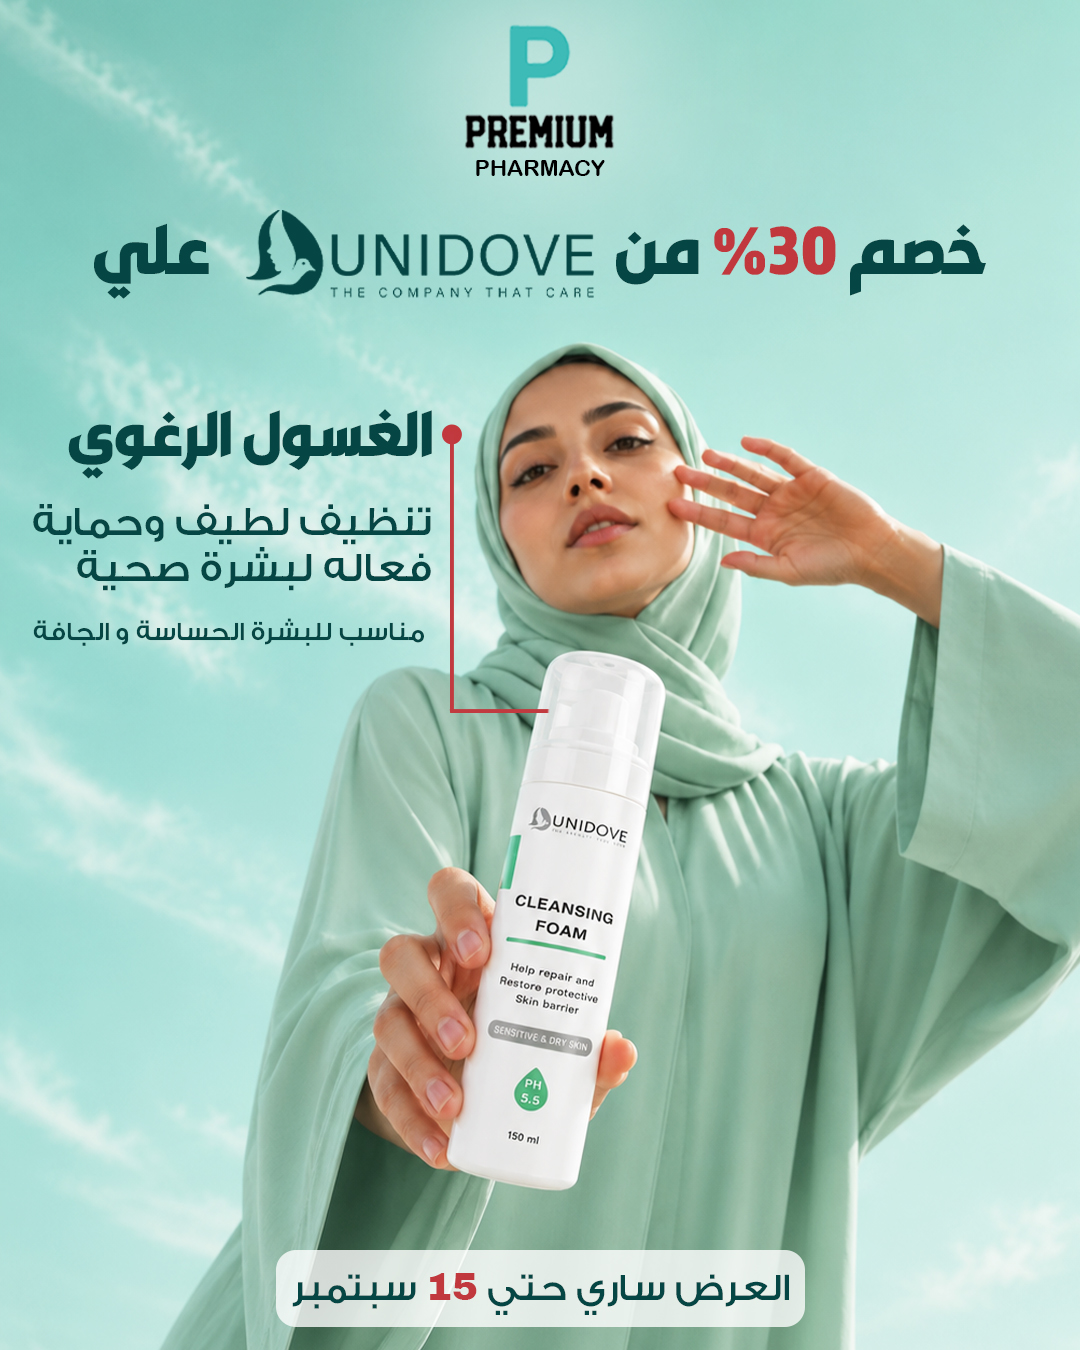 P
PREMIUM
PHARMACY
خصم 30% من UNIDOVE علي
THE COMPANY THAT CARE
الغسول الرغوي
تنظيف لطيف وحماية
فعاله لبشرة صحية
مناسب للبشرة الحساسة و الجافة
UNIDOVE
CLEANSING
FOAM
Help repair and
Restore protective
Skin barrier
SENSITIVE & DRY SKIN
PH
5.5
150 ml
العرض ساري حتي 15 سبتمبر